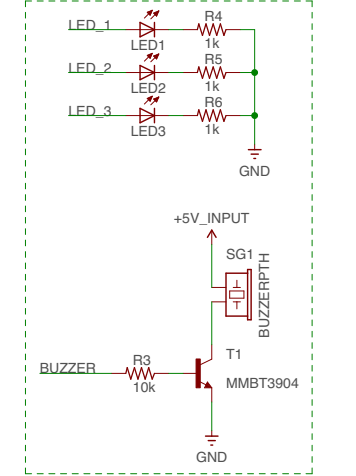 LED_1
LED1
R4
1k
LED_2
LED2
R5
1k
LED_3
LED3
R6
1k
GND
+5V_INPUT
SG1
BUZZERPTH
BUZZER
R3
10k
T1
MMBT3904
GND